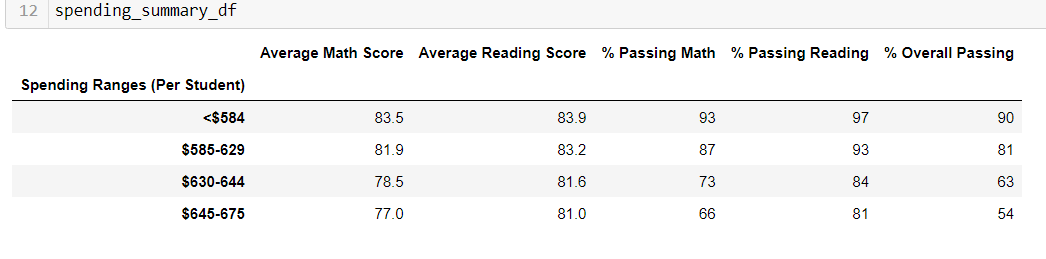 12 spending_summary_df
Average Math Score Average Reading Score % Passing Math % Passing Reading % Overall Passing
Spending Ranges (Per Student)
<$584 83.5 83.9 93 97 90
$585-629 81.9 83.2 87 93 81
$630-644 78.5 81.6 73 84 63
$645-675 77.0 81.0 66 81 54